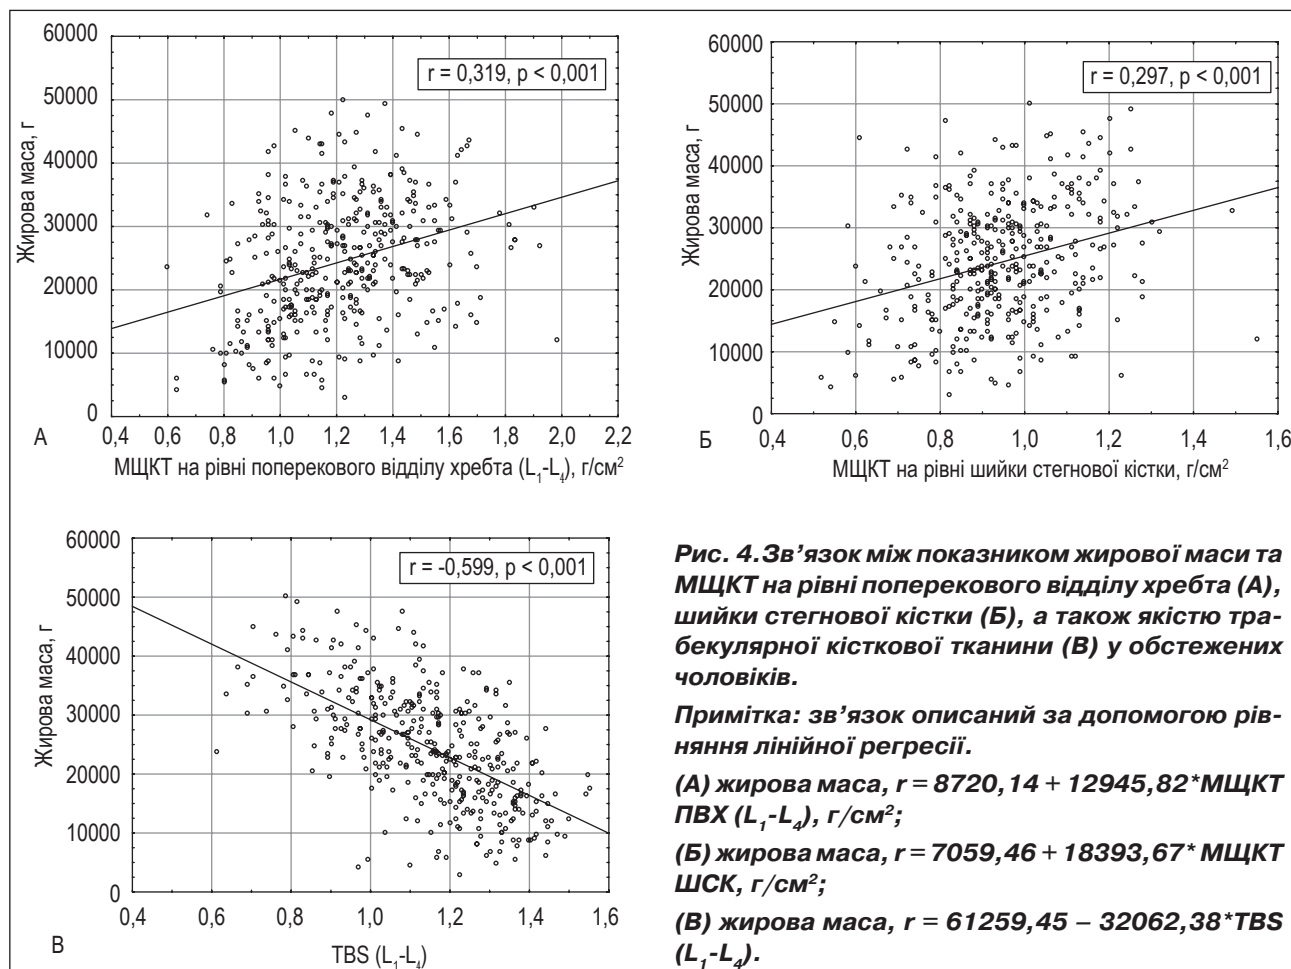 60000
50000
40000
30000
20000
10000
0
Жирова маса, г
r = 0,319, p < 0,001
0,4 0,6 0,8 1,0 1,2 1,4 1,6 1,8 2,0 2,2
А
МЩКТ на рівні поперекового відділу хребта (L₁-L₄), г/см²
60000
50000
40000
30000
20000
10000
0
Жирова маса, г
r = 0,297, p < 0,001
0,4 0,6 0,8 1,0 1,2 1,4 1,6
Б
МЩКТ на рівні шийки стегнової кістки, г/см²
60000
50000
40000
30000
20000
10000
0
Жирова маса, г
r = -0,599, p < 0,001
0,4 0,6 0,8 1,0 1,2 1,4 1,6
В
TBS (L₁-L₄)
Рис. 4. Зв’язок між показником жирової маси та
МЩКТ на рівні поперекового відділу хребта (А),
шийки стегнової кістки (Б), а також якістю тра-
бекулярної кісткової тканини (В) у обстежених
чоловіків.
Примітка: зв’язок описаний за допомогою рів-
няння лінійної регресії.
(А) жирова маса, r = 8720,14 + 12945,82*МЩКТ
ПВХ (L₁-L₄), г/см²;
(Б) жирова маса, r = 7059,46 + 18393,67* МЩКТ
ШСК, г/см²;
(В) жирова маса, r = 61259,45 – 32062,38*TBS
(L₁-L₄).